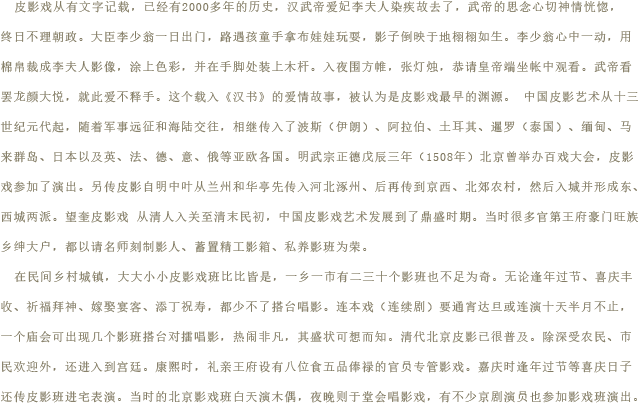 皮影戏从有文字记载，已经有2000多年的历史，汉武帝爱妃李夫人染疾故去了，武帝的思念心切神情恍惚，
终日不理朝政。大臣李少翁一日出门，路遇孩童手拿布娃娃玩耍，影子倒映于地栩栩如生。李少翁心中一动，用
棉帛裁成李夫人影像，涂上色彩，并在手脚处装上木杆。入夜围方帷，张灯烛，恭请皇帝端坐帐中观看。武帝看
罢龙颜大悦，就此爱不释手。这个载入《汉书》的爱情故事，被认为是皮影戏最早的渊源。 中国皮影艺术从十三
世纪元代起，随着军事远征和海陆交往，相继传入了波斯（伊朗）、阿拉伯、土耳其、暹罗（泰国）、缅甸、马
来群岛、日本以及英、法、德、意、俄等亚欧各国。明武宗正德戊辰三年（1508年）北京曾举办百戏大会，皮影
戏参加了演出。另传皮影自明中叶从兰州和华亭先传入河北涿州、后再传到京西、北郊农村，然后入城并形成东、
西城两派。望奎皮影戏 从清人入关至清末民初，中国皮影戏艺术发展到了鼎盛时期。当时很多官第王府豪门旺族
乡绅大户，都以请名师刻制影人、蓄置精工影箱、私养影班为荣。
在民间乡村城镇，大大小小皮影戏班比比皆是，一乡一市有二三十个影班也不足为奇。无论逢年过节、喜庆丰
收、祈福拜神、嫁娶宴客、添丁祝寿，都少不了搭台唱影。连本戏（连续剧）要通宵达旦或连演十天半月不止，
一个庙会可出现几个影班搭台对擂唱影，热闹非凡，其盛状可想而知。清代北京皮影已很普及。除深受农民、市
民欢迎外，还进入到宫廷。康熙时，礼亲王府设有八位食五品俸禄的官员专管影戏。嘉庆时逢年过节等喜庆日子
还传皮影班进宅表演。当时的北京影戏班白天演木偶，夜晚则于堂会唱影戏，有不少京剧演员也参加影戏班演出。